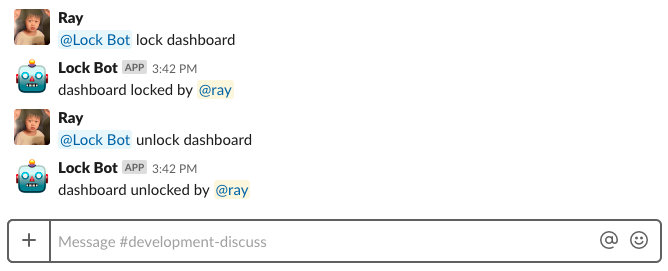 Ray
@Lock Bot lock dashboard
Lock Bot APP 3:42 PM
dashboard locked by @ray
Ray
@Lock Bot unlock dashboard
Lock Bot APP 3:42 PM
dashboard unlocked by @ray
+ Message #development-discuss @